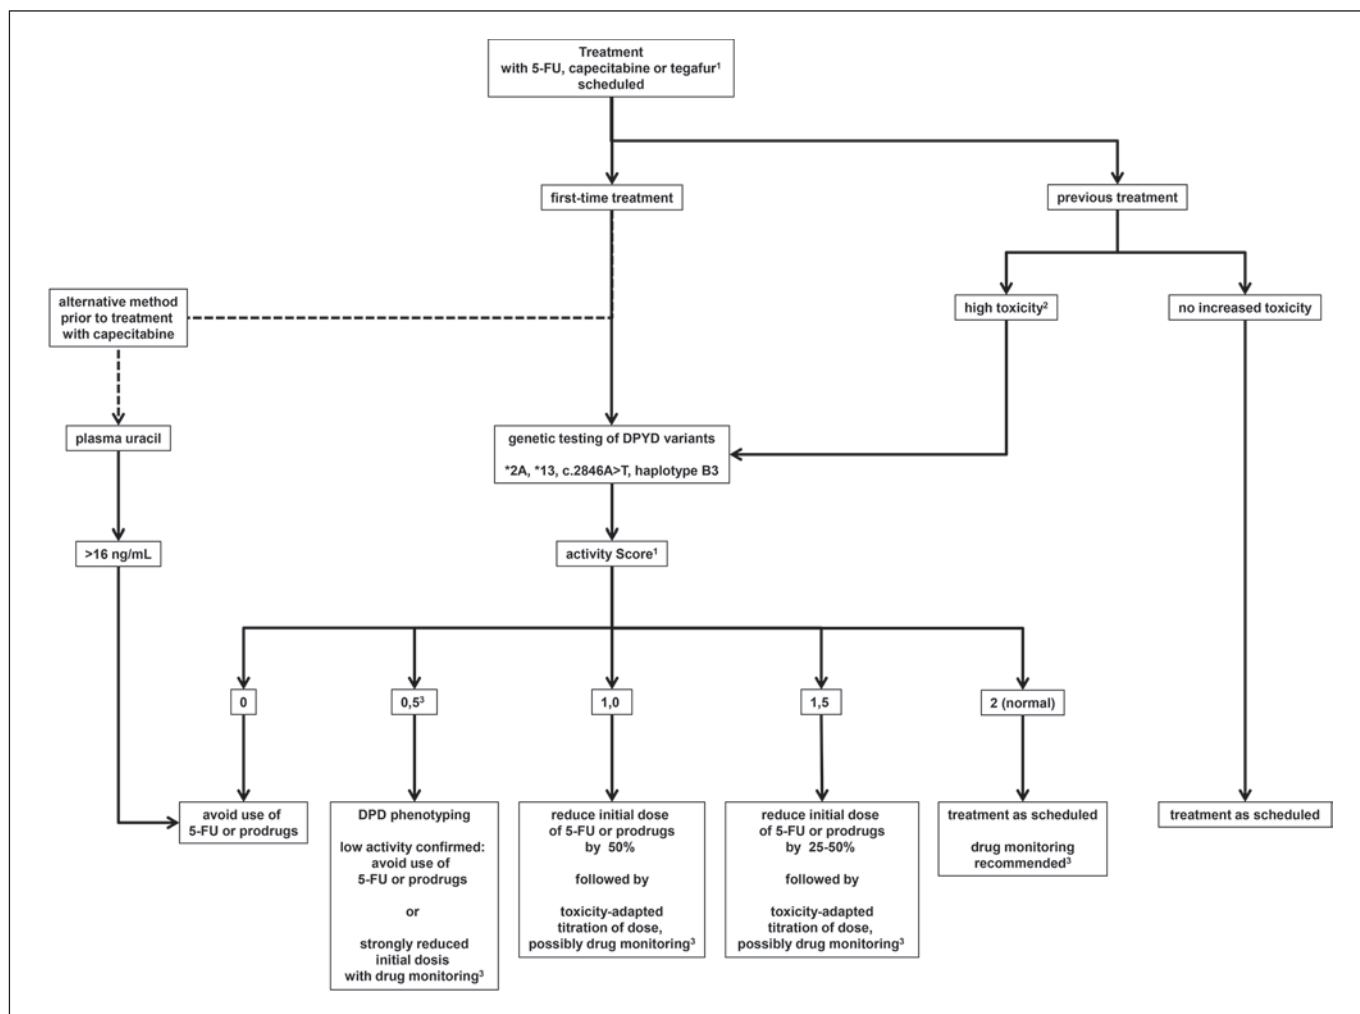 Treatment
with 5-FU, capecitabine or tegafur¹
scheduled
first-time treatment
previous treatment
alternative method
prior to treatment
with capecitabine
high toxicity²
no increased toxicity
plasma uracil
genetic testing of DPYD variants
*2A, *13, c.2846A>T, haplotype B3
>16 ng/mL
activity Score¹
0
0,5³
1,0
1,5
2 (normal)
avoid use of
5-FU or prodrugs
DPD phenotyping
low activity confirmed:
avoid use of
5-FU or prodrugs
or
strongly reduced
initial dosis
with drug monitoring³
reduce initial dose
of 5-FU or prodrugs
by 50%
followed by
toxicity-adapted
titration of dose,
possibly drug monitoring³
reduce initial dose
of 5-FU or prodrugs
by 25-50%
followed by
toxicity-adapted
titration of dose,
possibly drug monitoring³
treatment as scheduled
drug monitoring
recommended³
treatment as scheduled